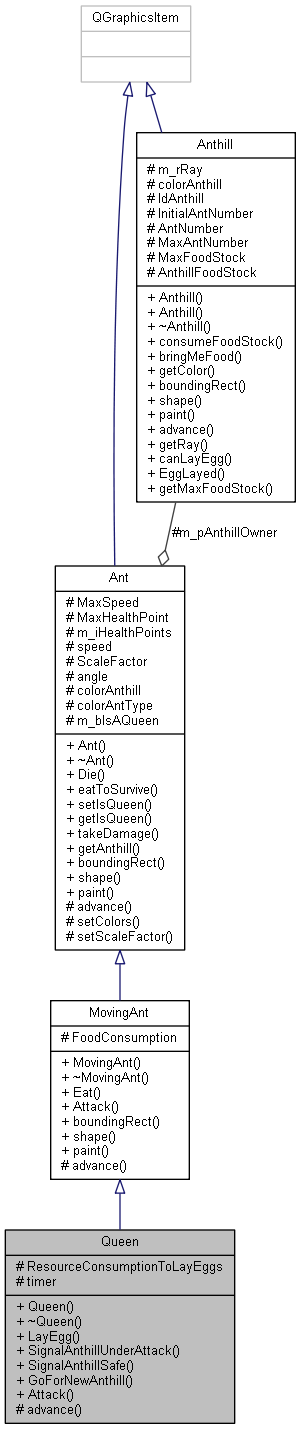 QGraphicsItem
Anthill
# m_rRay
# colorAnthill
# IdAnthill
# InitialAntNumber
# AntNumber
# MaxAntNumber
# MaxFoodStock
# AnthillFoodStock
+ Anthill()
+ Anthill()
+ ~Anthill()
+ consumeFoodStock()
+ bringMeFood()
+ getColor()
+ boundingRect()
+ shape()
+ paint()
+ advance()
+ getRay()
+ canLayEgg()
+ EggLayed()
+ getMaxFoodStock()
#m_pAnthillOwner
Ant
# MaxSpeed
# MaxHealthPoint
# m_iHealthPoints
# speed
# ScaleFactor
# angle
# colorAnthill
# colorAntType
# m_bIsAQueen
+ Ant()
+ ~Ant()
+ Die()
+ eatToSurvive()
+ setIsQueen()
+ getIsQueen()
+ takeDamage()
+ getAnthill()
+ boundingRect()
+ shape()
+ paint()
# advance()
# setColors()
# setScaleFactor()
MovingAnt
# FoodConsumption
+ MovingAnt()
+ ~MovingAnt()
+ Eat()
+ Attack()
+ boundingRect()
+ shape()
+ paint()
# advance()
Queen
# ResourceConsumptionToLayEggs
# timer
+ Queen()
+ ~Queen()
+ LayEgg()
+ SignalAnthillUnderAttack()
+ SignalAnthillSafe()
+ GoForNewAnthill()
+ Attack()
# advance()